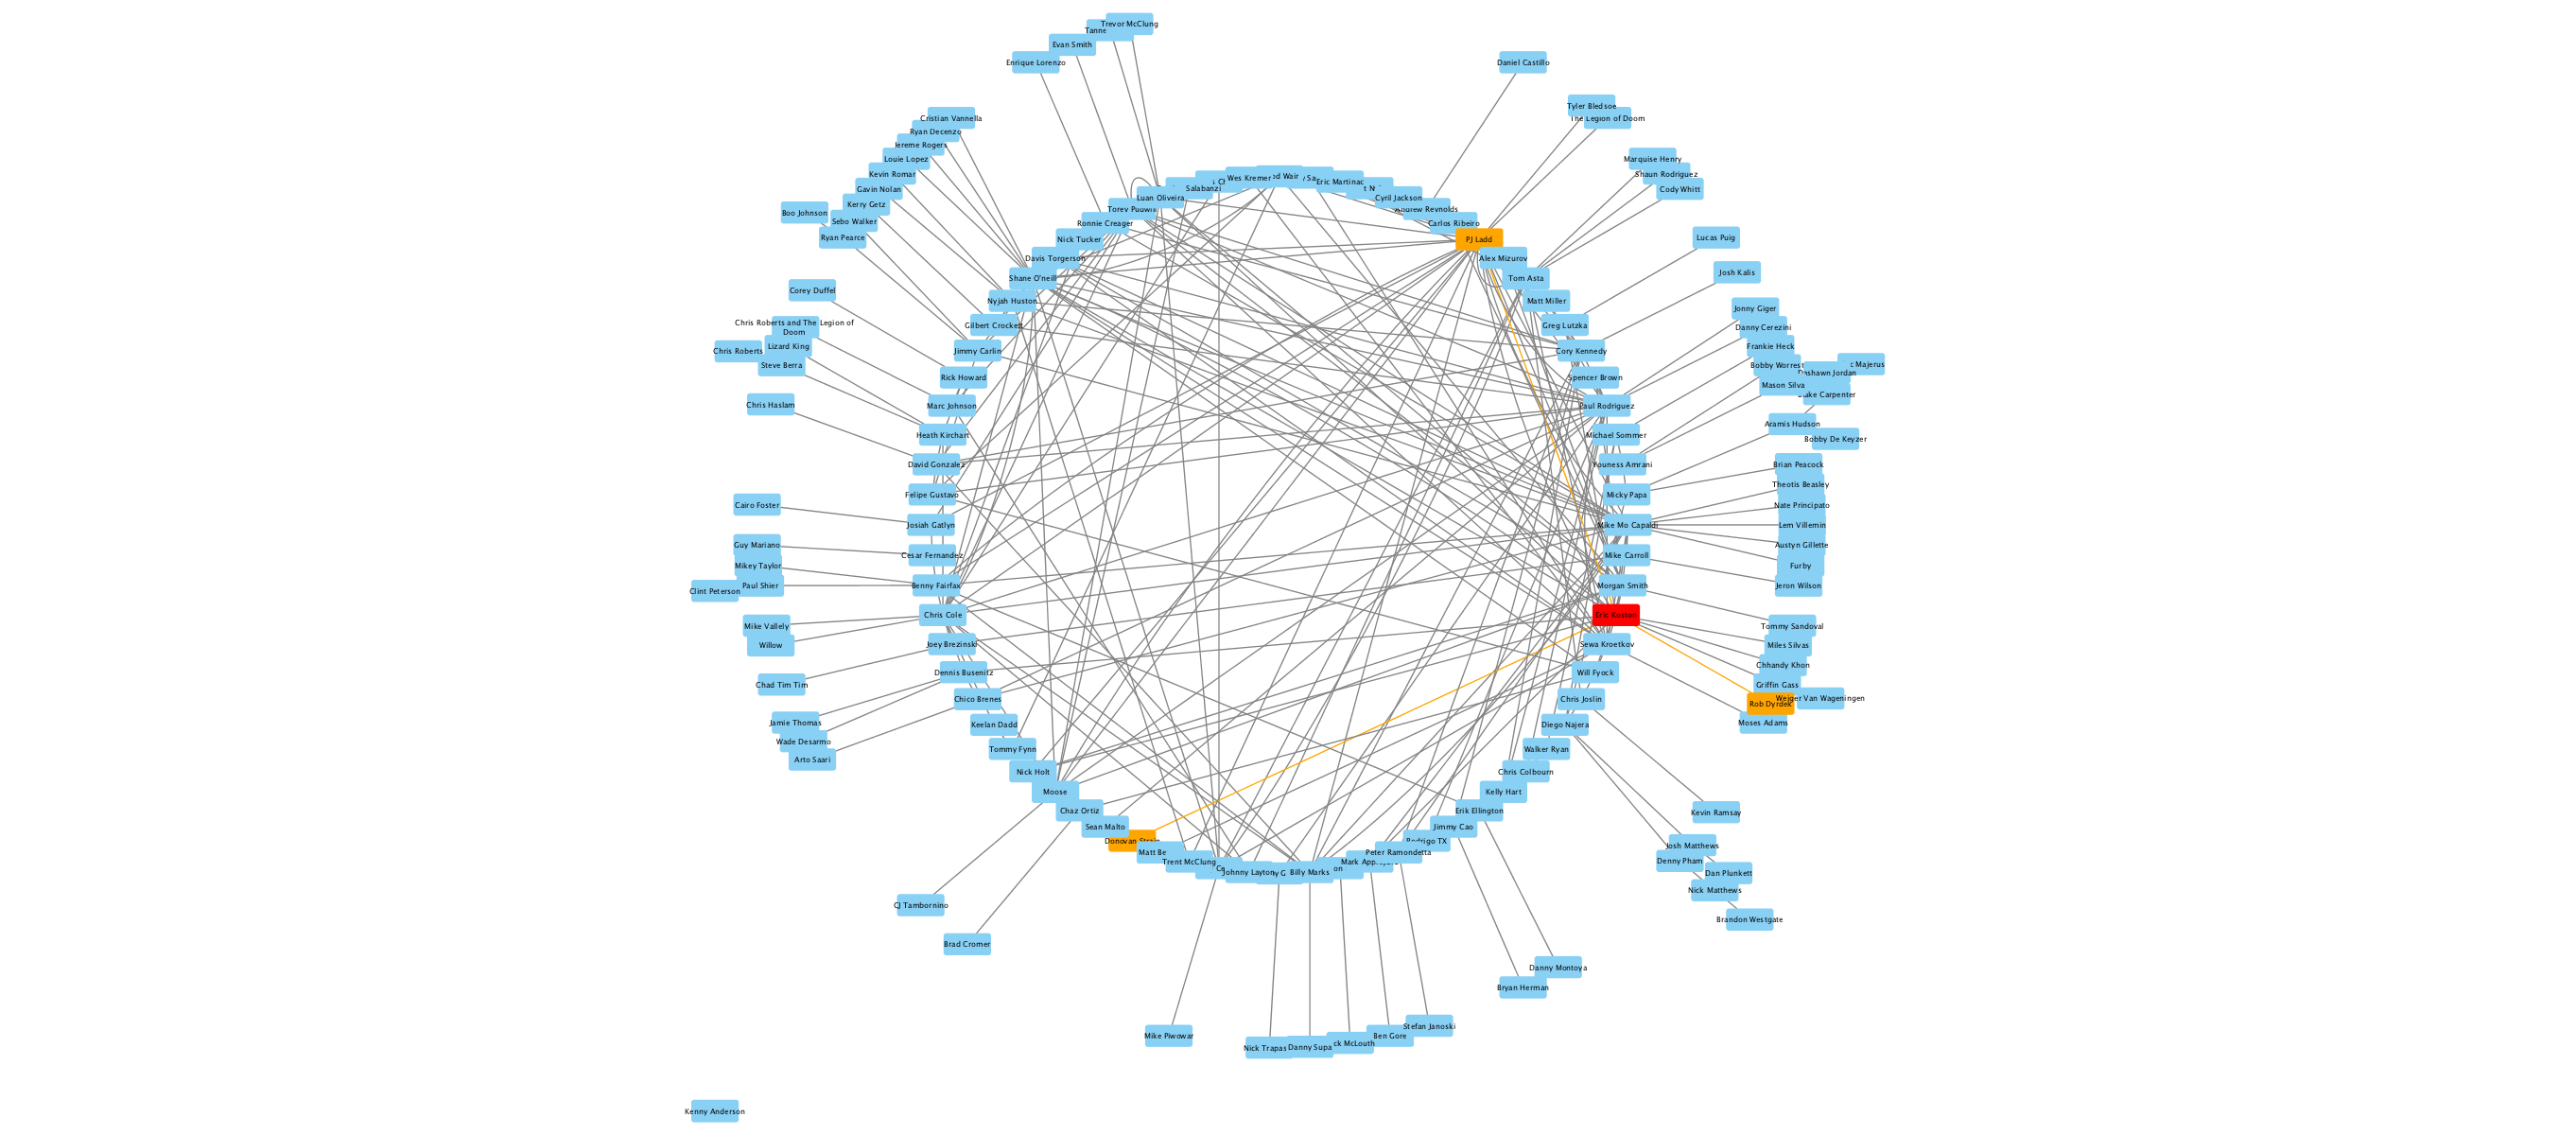 Trevor McClung
Tanne
Evan Smith
Enrique Lorenzo
Daniel Castillo
Tyler Bledsoe
The Legion of Doom
Cristian Vannella
Ryan Decenzo
Jereme Rogers
Louie Lopez
Kevin Romar
Gavin Nolan
Kerry Getz
Boo Johnson
Sebo Walker
Ryan Pearce
Marquise Henry
Shaun Rodriguez
Cody Whitt
Wes Kremer
Eric Martinac
Salabanzi
Luan Oliveira
Cyril Jackson
Andrew Reynolds
Torey Pudwill
Carlos Ribeiro
Ronnie Creager
Nick Tucker
PJ Ladd
Lucas Puig
Davis Torgerson
Alex Mizurov
Shane O'neill
Tom Asta
Josh Kalis
Corey Duffel
Nyjah Huston
Matt Miller
Jonny Giger
Gilbert Crockett
Greg Lutzka
Danny Cerezini
Chris Roberts and The Legion of
Doom
Lizard King
Chris Roberts
Steve Berra
Jimmy Carlin
Cory Kennedy
Frankie Heck
Bobby Worrest
Majerus
Dashawn Jordan
Rick Howard
Spencer Brown
Mason Silva
Blake Carpenter
Chris Haslam
Marc Johnson
Paul Rodriguez
Aramis Hudson
Heath Kirchart
Michael Sommer
Bobby De Keyzer
David Gonzalez
Youness Amrani
Brian Peacock
Theotis Beasley
Felipe Gustavo
Micky Papa
Cairo Foster
Nate Principato
Josiah Gatlyn
Mike Mo Capaldi
Lem Villemin
Guy Mariano
Austyn Gillette
Cesar Fernandez
Mike Carroll
Mikey Taylor
Furby
Paul Shier
Clint Peterson
Benny Fairfax
Morgan Smith
Jeron Wilson
Chris Cole
Eric Koston
Mike Vallely
Tommy Sandoval
Willow
Joey Brezinski
Sewa Kroetkov
Miles Silvas
Chhandy Khon
Dennis Busenitz
Will Fyock
Chad Tim Tim
Griffin Gass
Chico Brenes
Chris Joslin
Weiger Van Wageningen
Rob Dyrdek
Jamie Thomas
Keelan Dadd
Diego Najera
Moses Adams
Wade Desarmo
Tommy Fynn
Walker Ryan
Arto Saari
Nick Holt
Chris Colbourn
Moose
Kelly Hart
Chaz Ortiz
Erik Ellington
Kevin Ramsay
Sean Malto
Jimmy Cao
Donovan Strain
Rodrigo TX
Josh Matthews
Matt Be
Peter Ramondetta
Trent McClung
Denny Pham
Johnny Layton
Billy Marks
Dan Plunkett
Nick Matthews
CJ Tambornino
Brandon Westgate
Brad Cromer
Danny Montoya
Bryan Herman
Stefan Janoski
Mike Piwowar
Ben Gore
Nick Trapas
Danny Supa
ck McLouth
Kenny Anderson